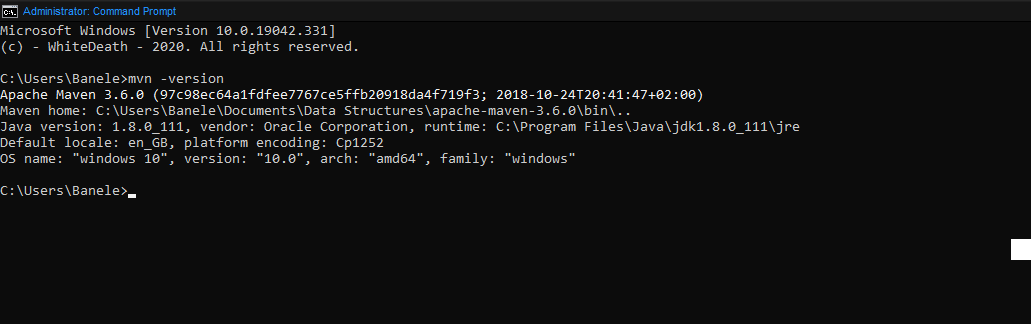 Administrator: Command Prompt
Microsoft Windows [Version 10.0.19042.331]
(c) - WhiteDeath - 2020. All rights reserved.
C:\Users\Banele>mvn -version
Apache Maven 3.6.0 (97c98ec64a1fdfee7767ce5ffb20918da4f719f3; 2018-10-24T20:41:47+02:00)
Maven home: C:\Users\Banele\Documents\Data Structures\apache-maven-3.6.0\bin\..
Java version: 1.8.0_111, vendor: Oracle Corporation, runtime: C:\Program Files\Java\jdk1.8.0_111\jre
Default locale: en_GB, platform encoding: Cp1252
OS name: "windows 10", version: "10.0", arch: "amd64", family: "windows"
C:\Users\Banele>